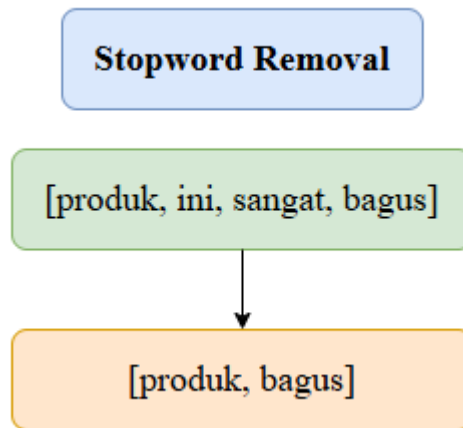 Stopword Removal
[produk, ini, sangat, bagus]
[produk, bagus]